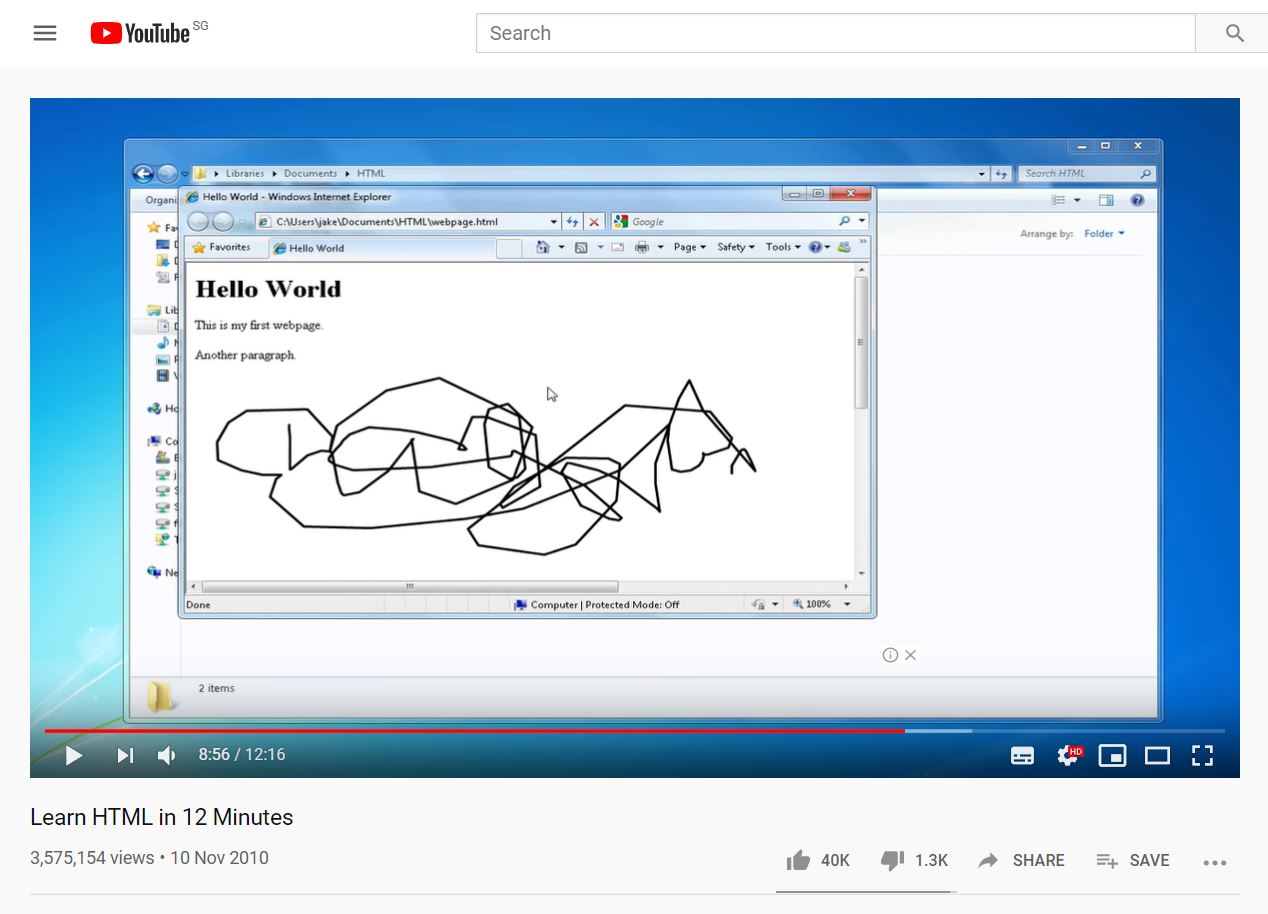 YouTube SG
Search
Libraries Documents HTML
Search HTML
Hello World - Windows Internet Explorer
C:\Users\jake\Documents\HTML\webpage.html
Google
Favorites
Hello World
Page Safety Tools
Arrange by: Folder
Hello World
This is my first webpage.
Another paragraph.
Done
Computer | Protected Mode: Off
100%
2 items
8:56 / 12:16
HD
Learn HTML in 12 Minutes
3,575,154 views • 10 Nov 2010
40K
1.3K
SHARE
SAVE